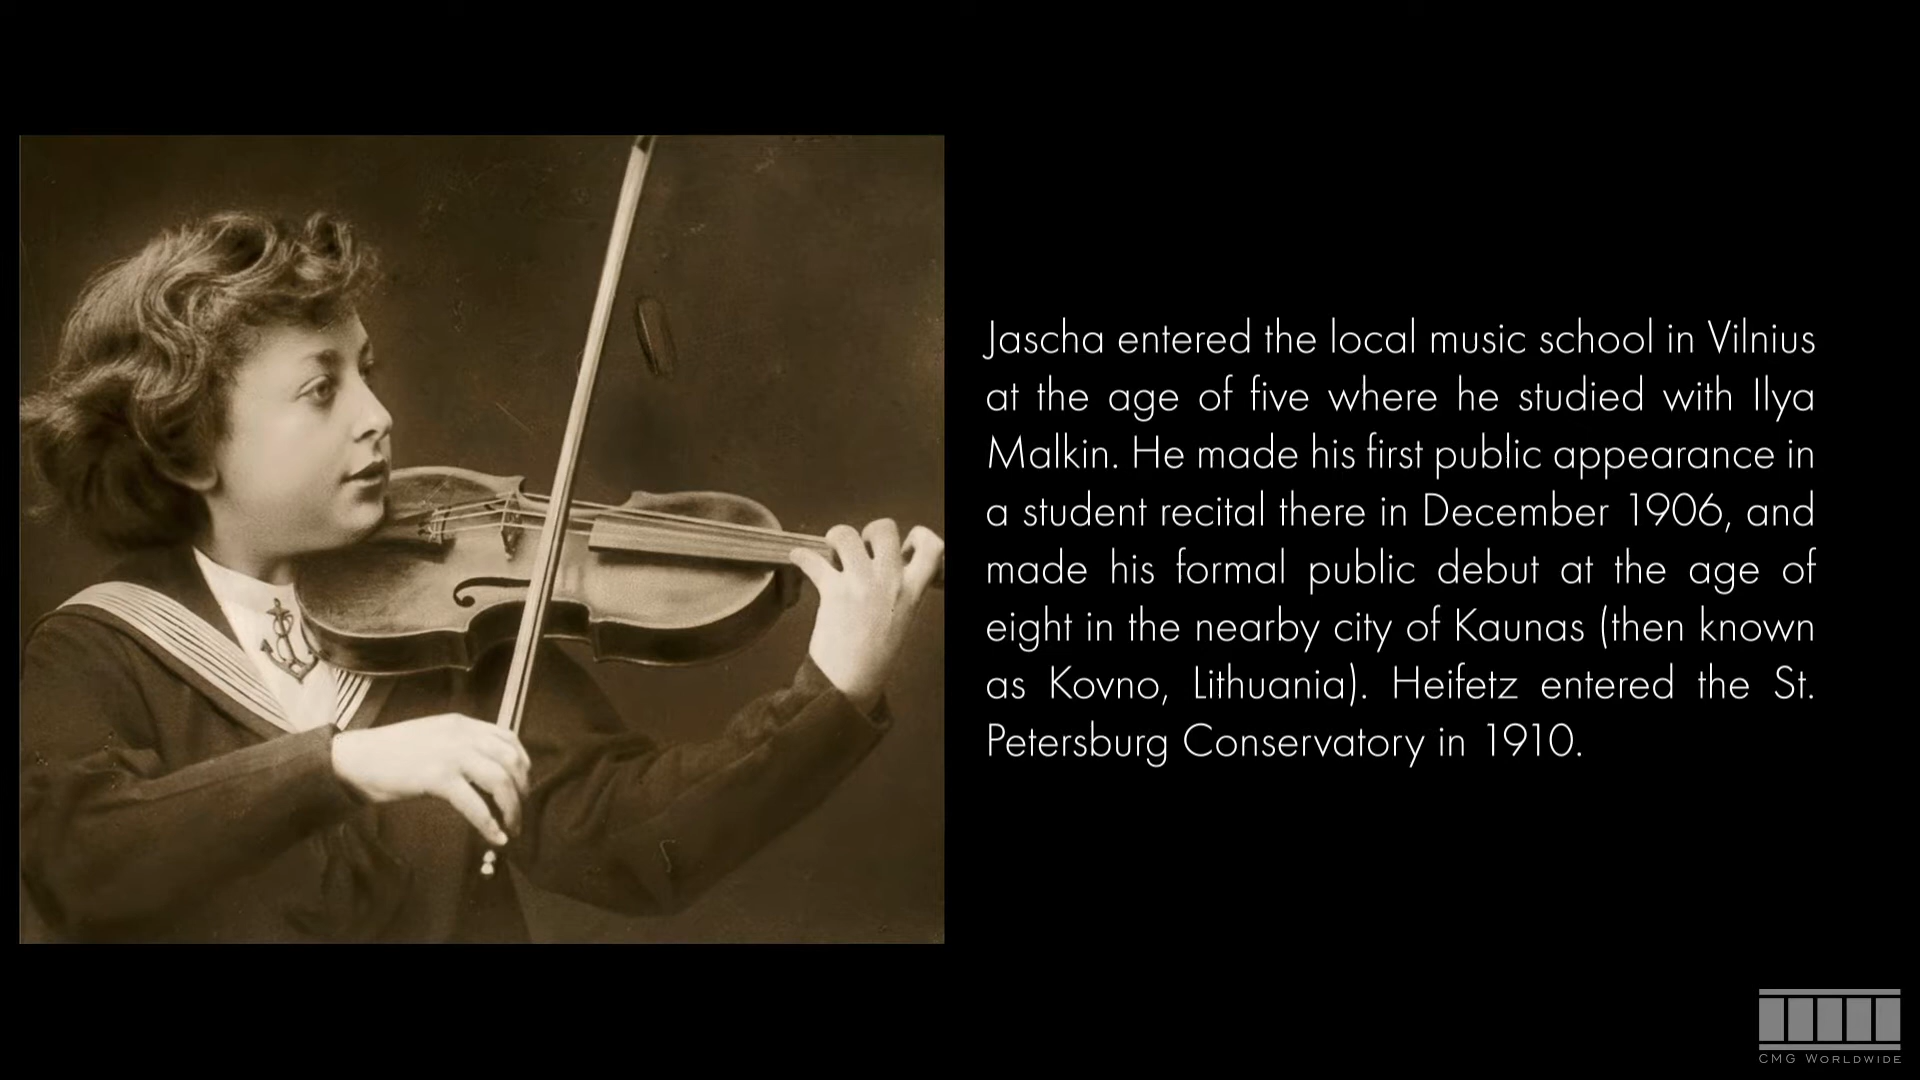 Jascha entered the local music school in Vilnius
at the age of five where he studied with Ilya
Malkin. He made his first public appearance in
a student recital there in December 1906, and
made his formal public debut at the age of
eight in the nearby city of Kaunas (then known
as Kovno, Lithuania). Heifetz entered the St.
Petersburg Conservatory in 1910.
CMG WORLDWIDE